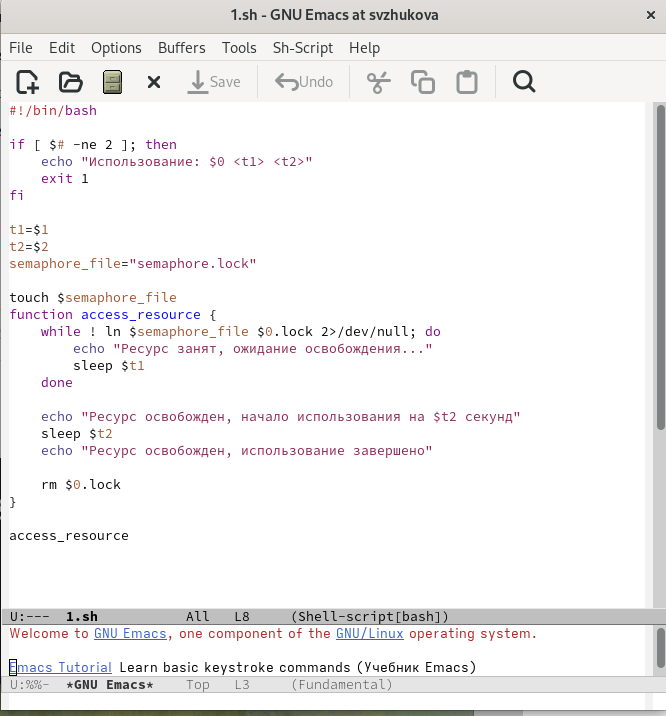 1.sh - GNU Emacs at svzhukova
×
File Edit Options Buffers Tools Sh-Script Help
Save Undo
#!/bin/bash
if [ $# -ne 2 ]; then
    echo "Использование: $0 <t1> <t2>"
    exit 1
fi
t1=$1
t2=$2
semaphore_file="semaphore.lock"
touch $semaphore_file
function access_resource {
    while ! ln $semaphore_file $0.lock 2>/dev/null; do
        echo "Ресурс занят, ожидание освобождения..."
        sleep $t1
    done
    echo "Ресурс освобожден, начало использования на $t2 секунд"
    sleep $t2
    echo "Ресурс освобожден, использование завершено"
    rm $0.lock
}
access_resource
U:--- 1.sh All L8 (Shell-script[bash])
Welcome to GNU Emacs, one component of the GNU/Linux operating system.
Emacs Tutorial Learn basic keystroke commands (Учебник Emacs)
U:%%- *GNU Emacs* Top L3 (Fundamental)